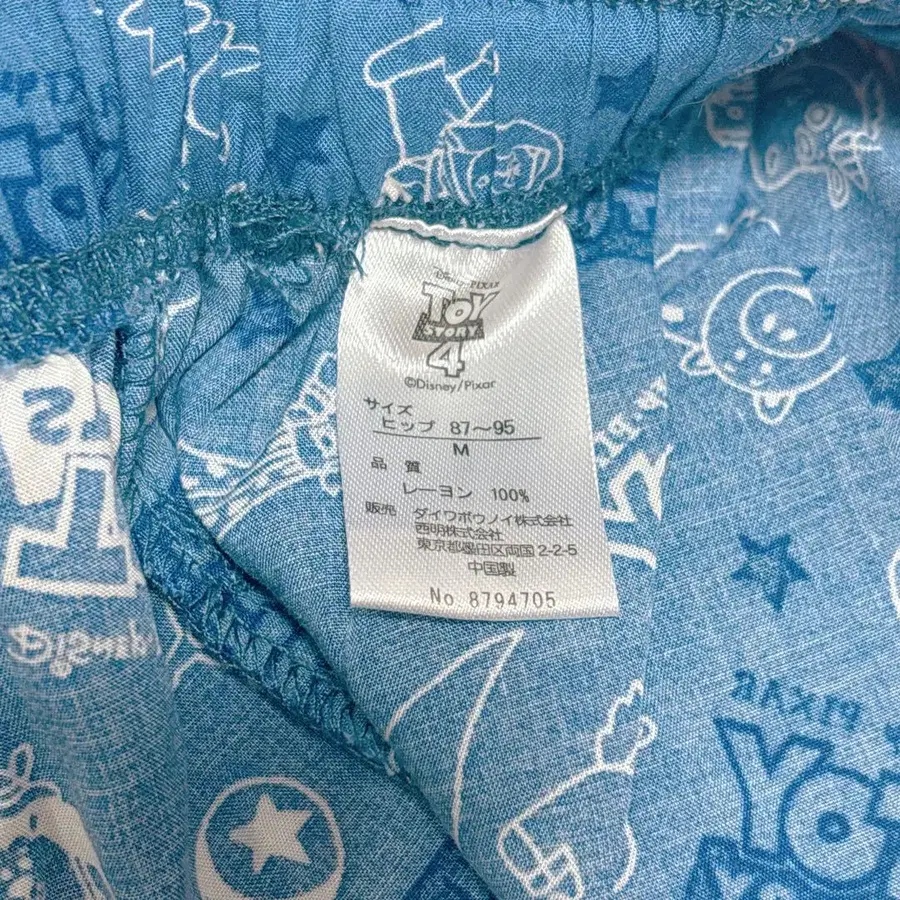 Disney PIXAR
TOY
STORY
4
©Disney/Pixar
サイズ
ヒップ 87〜95
M
品 質
レーヨン 100%
販売 ダイワボウノイ株式会社
西明株式会社
東京都墨田区両国2-2-5
中国製
No 8794705
PIXAR
TOY